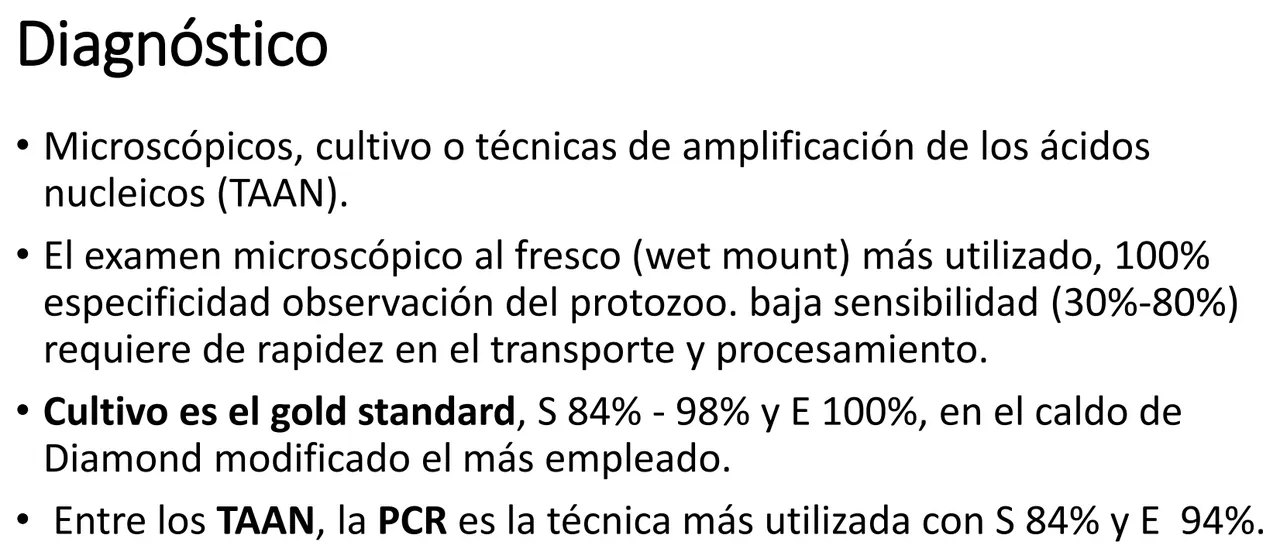 Diagnóstico
• Microscópicos, cultivo o técnicas de amplificación de los ácidos
nucleicos (TAAN).
• El examen microscópico al fresco (wet mount) más utilizado, 100%
especificidad observación del protozoo. baja sensibilidad (30%-80%)
requiere de rapidez en el transporte y procesamiento.
• Cultivo es el gold standard, S 84% - 98% y E 100%, en el caldo de
Diamond modificado el más empleado.
• Entre los TAAN, la PCR es la técnica más utilizada con S 84% y E 94%.